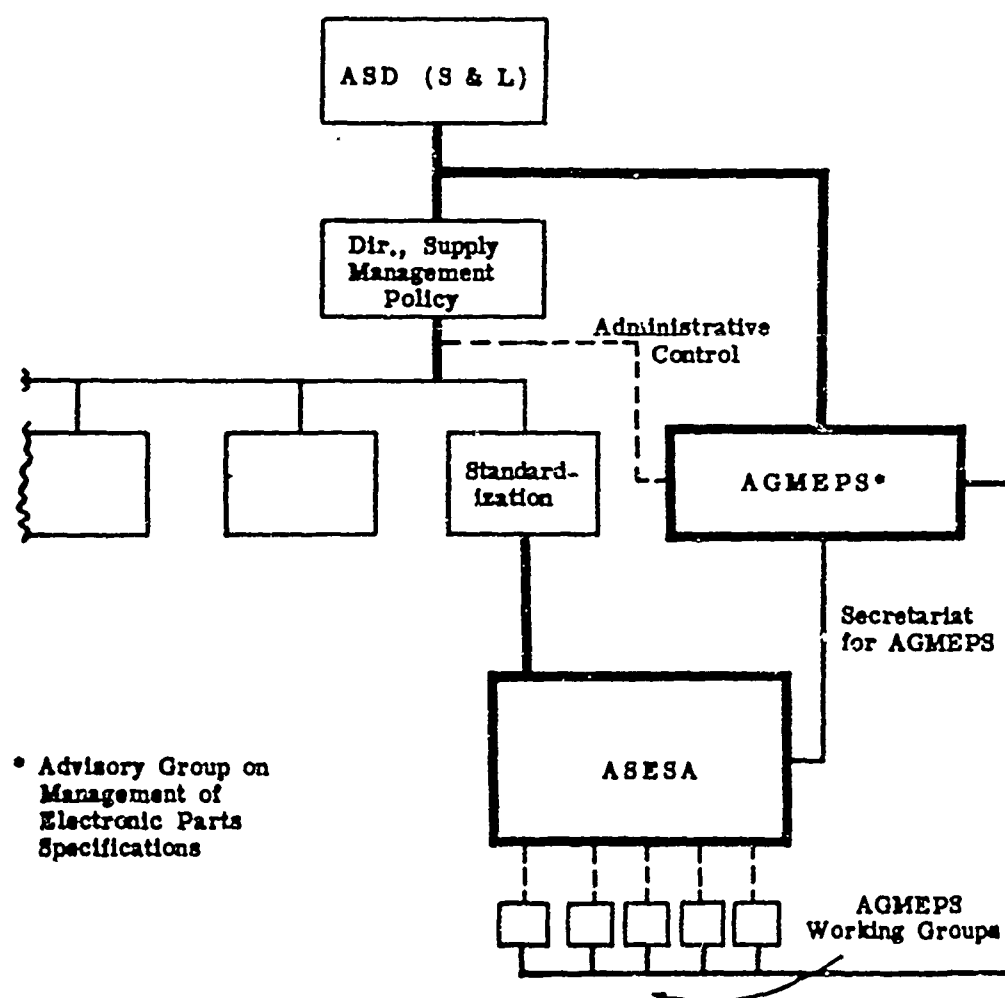 ASD (S & L)
Dir., Supply
Management
Policy
Administrative
Control
Standard-
ization
AGMEPS*
Secretariat
for AGMEPS
ASESA
* Advisory Group on
Management of
Electronic Parts
Specifications
AGMEPS
Working Groups